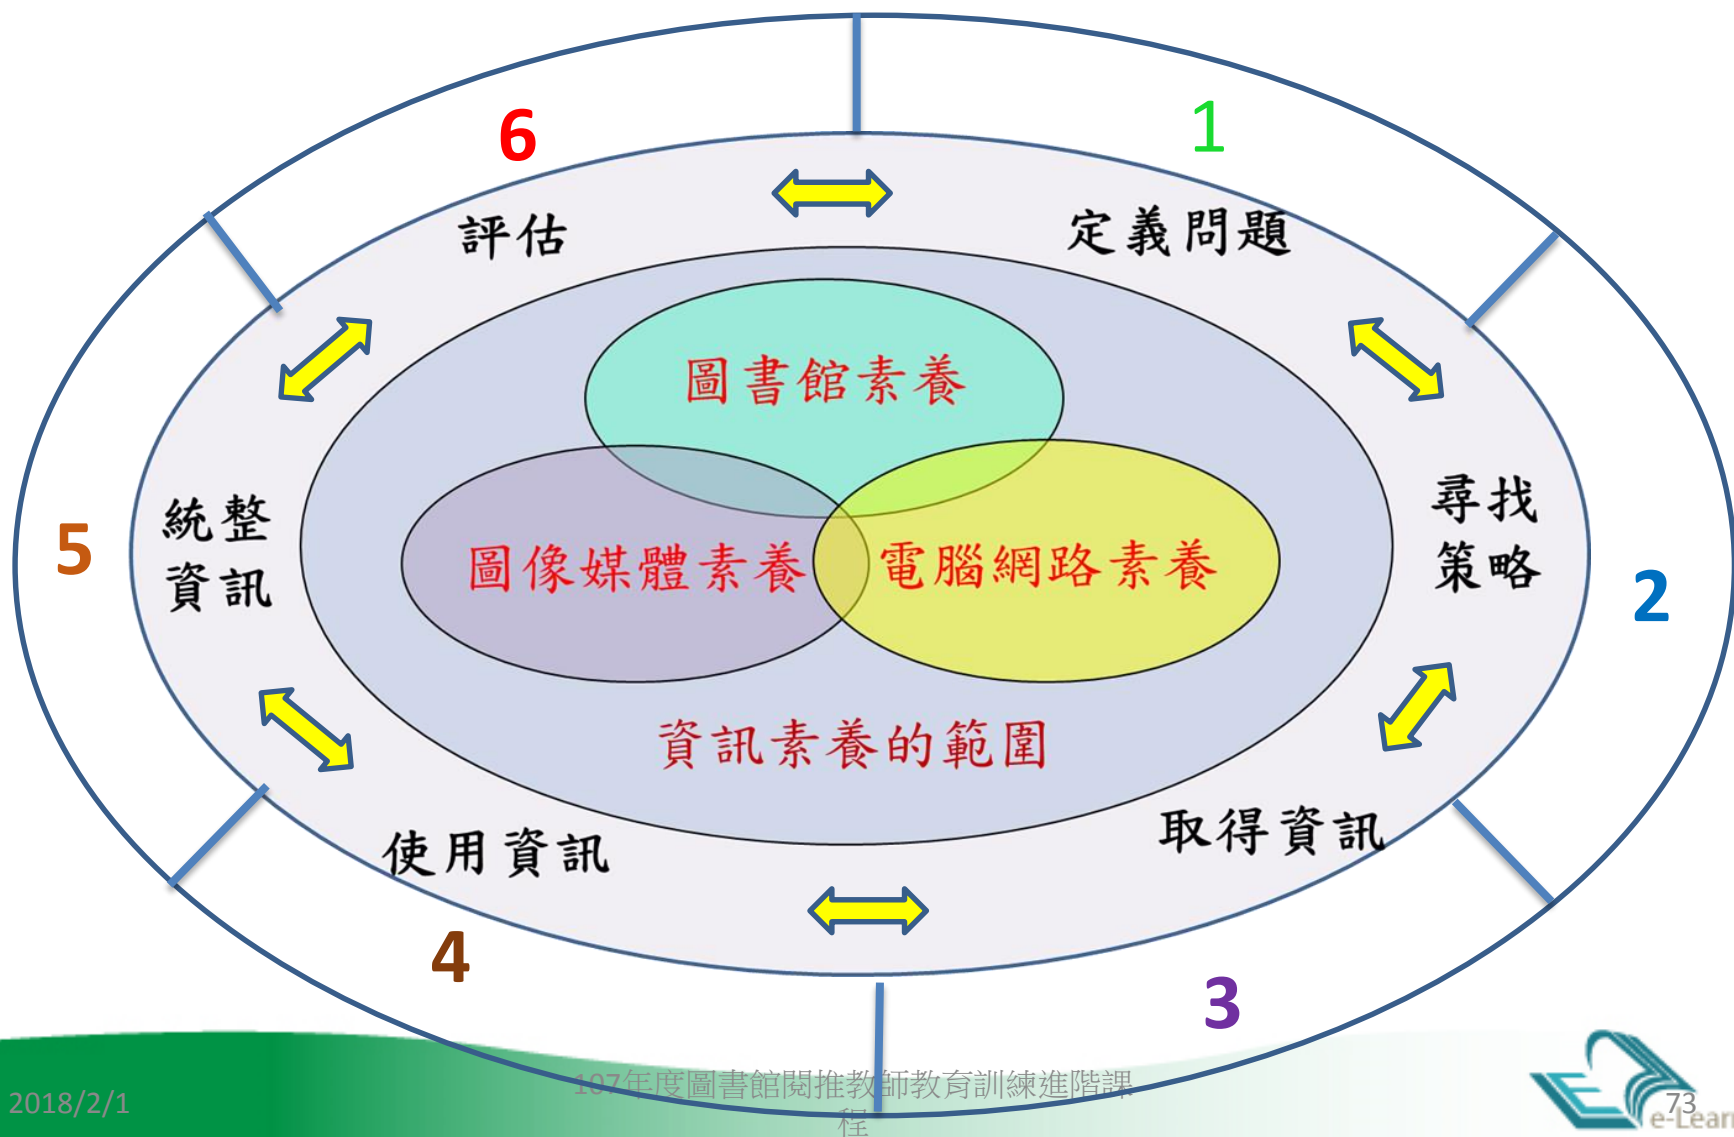 6
1
評估
定義問題
圖書館素養
5
統整
資訊
圖像媒體素養
電腦網路素養
尋找
策略
2
資訊素養的範圍
使用資訊
取得資訊
4
3
2018/2/1
107年度圖書館閱推教師教育訓練進階課
程
73
e-Lear